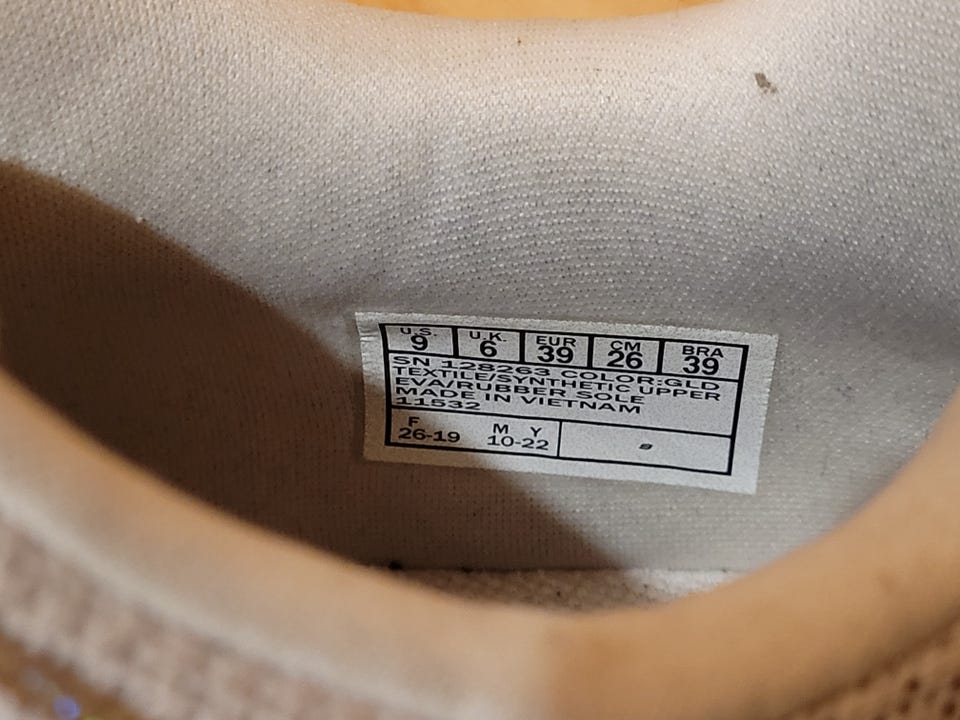 U.S. U.K. EUR CM BRA
9 6 39 26 39
SN 128263 COLOR:GLD
TEXTILE/SYNTHETIC UPPER
EVA/RUBBER SOLE
MADE IN VIETNAM
11532
F M Y
26-19 10-22